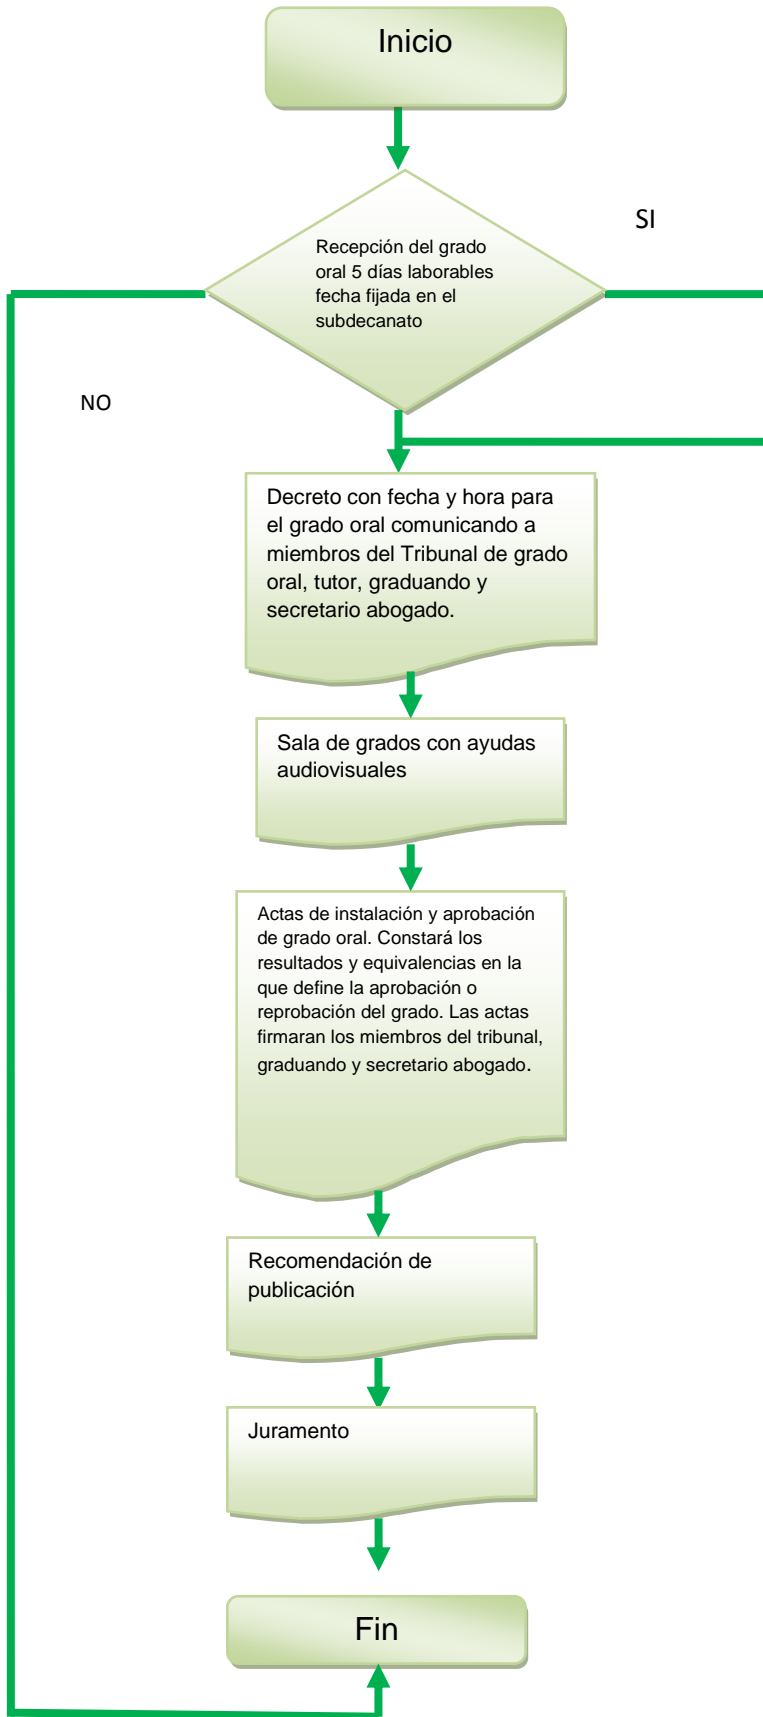 Inicio
SI
Recepción del grado
oral 5 días laborables
fecha fijada en el
subdecanato
NO
Decreto con fecha y hora para
el grado oral comunicando a
miembros del Tribunal de grado
oral, tutor, graduando y
secretario abogado.
Sala de grados con ayudas
audiovisuales
Actas de instalación y aprobación
de grado oral. Constará los
resultados y equivalencias en la
que define la aprobación o
reprobación del grado. Las actas
firmaran los miembros del tribunal,
graduando y secretario abogado.
Recomendación de
publicación
Juramento
Fin